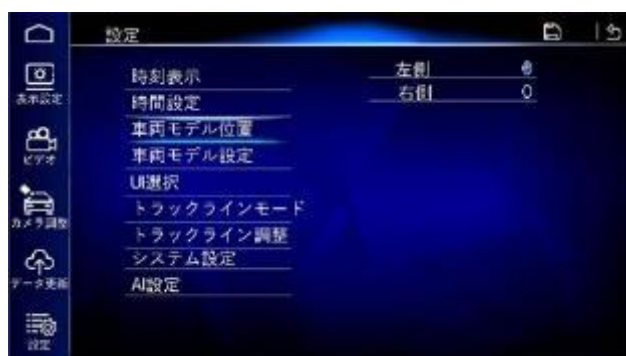 設定
表示設定
ビデオ
カメラ調整
データ更新
設定
時刻表示
時間設定
車両モデル位置
車両モデル設定
UI選択
トラックラインモード
トラックライン調整
システム設定
AI設定
左側
右側